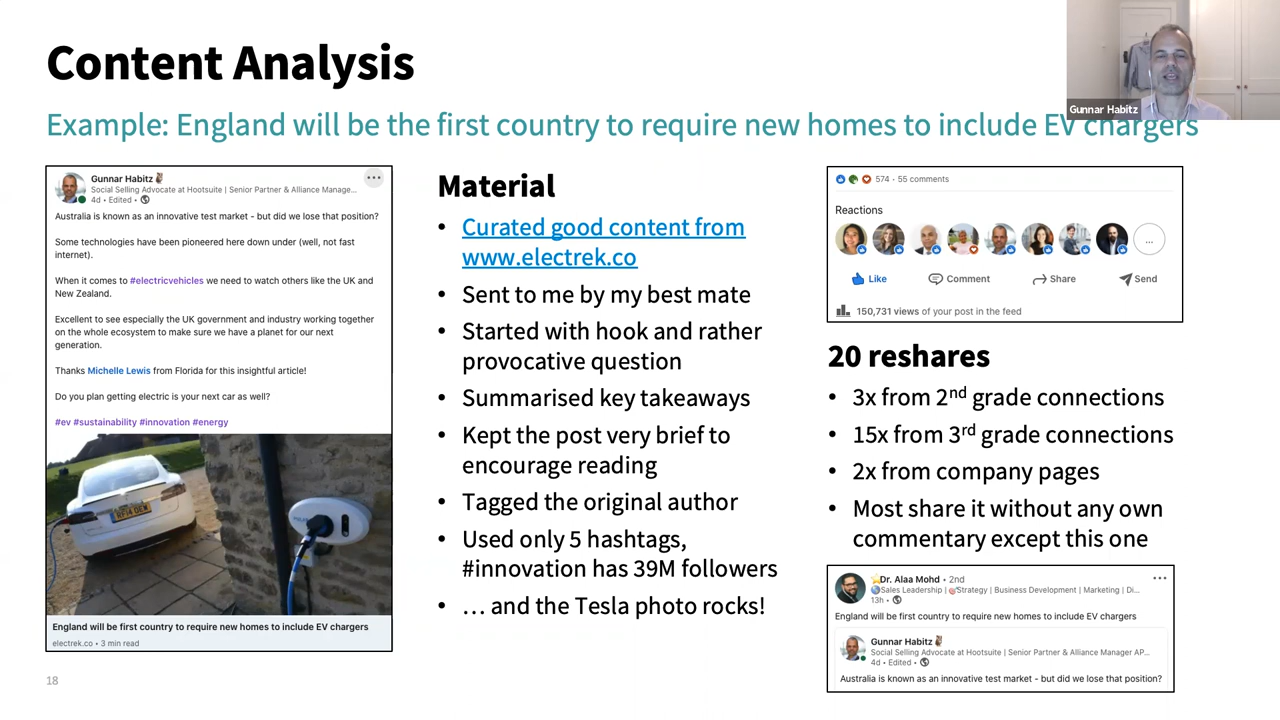 Content Analysis
Gunnar Habitz
Example: England will be the first country to require new homes to include EV chargers
Gunnar Habitz
Social Selling Advocate at Hootsuite | Senior Partner & Alliance Manage...
4d • Edited •
Australia is known as an innovative test market - but did we lose that position?
Some technologies have been pioneered here down under (well, not fast
internet).
When it comes to #electricvehicles we need to watch others like the UK and
New Zealand.
Excellent to see especially the UK government and industry working together
on the whole ecosystem to make sure we have a planet for our next
generation.
Thanks Michelle Lewis from Florida for this insightful article!
Do you plan getting electric is your next car as well?
#ev #sustainability #innovation #energy
England will be first country to require new homes to include EV chargers
electrek.co • 3 min read
Material
• Curated good content from
www.electrek.co
• Sent to me by my best mate
• Started with hook and rather
provocative question
• Summarised key takeaways
• Kept the post very brief to
encourage reading
• Tagged the original author
• Used only 5 hashtags,
#innovation has 39M followers
• … and the Tesla photo rocks!
574 • 55 comments
Reactions
...
Like Comment Share Send
150,731 views of your post in the feed
20 reshares
• 3x from 2nd grade connections
• 15x from 3rd grade connections
• 2x from company pages
• Most share it without any own
commentary except this one
Dr. Alaa Mohd • 2nd
Sales Leadership | Strategy | Business Development | Marketing | Di...
13h •
England will be first country to require new homes to include EV chargers
Gunnar Habitz
Social Selling Advocate at Hootsuite | Senior Partner & Alliance Manager AP...
4d • Edited •
Australia is known as an innovative test market - but did we lose that position?
18